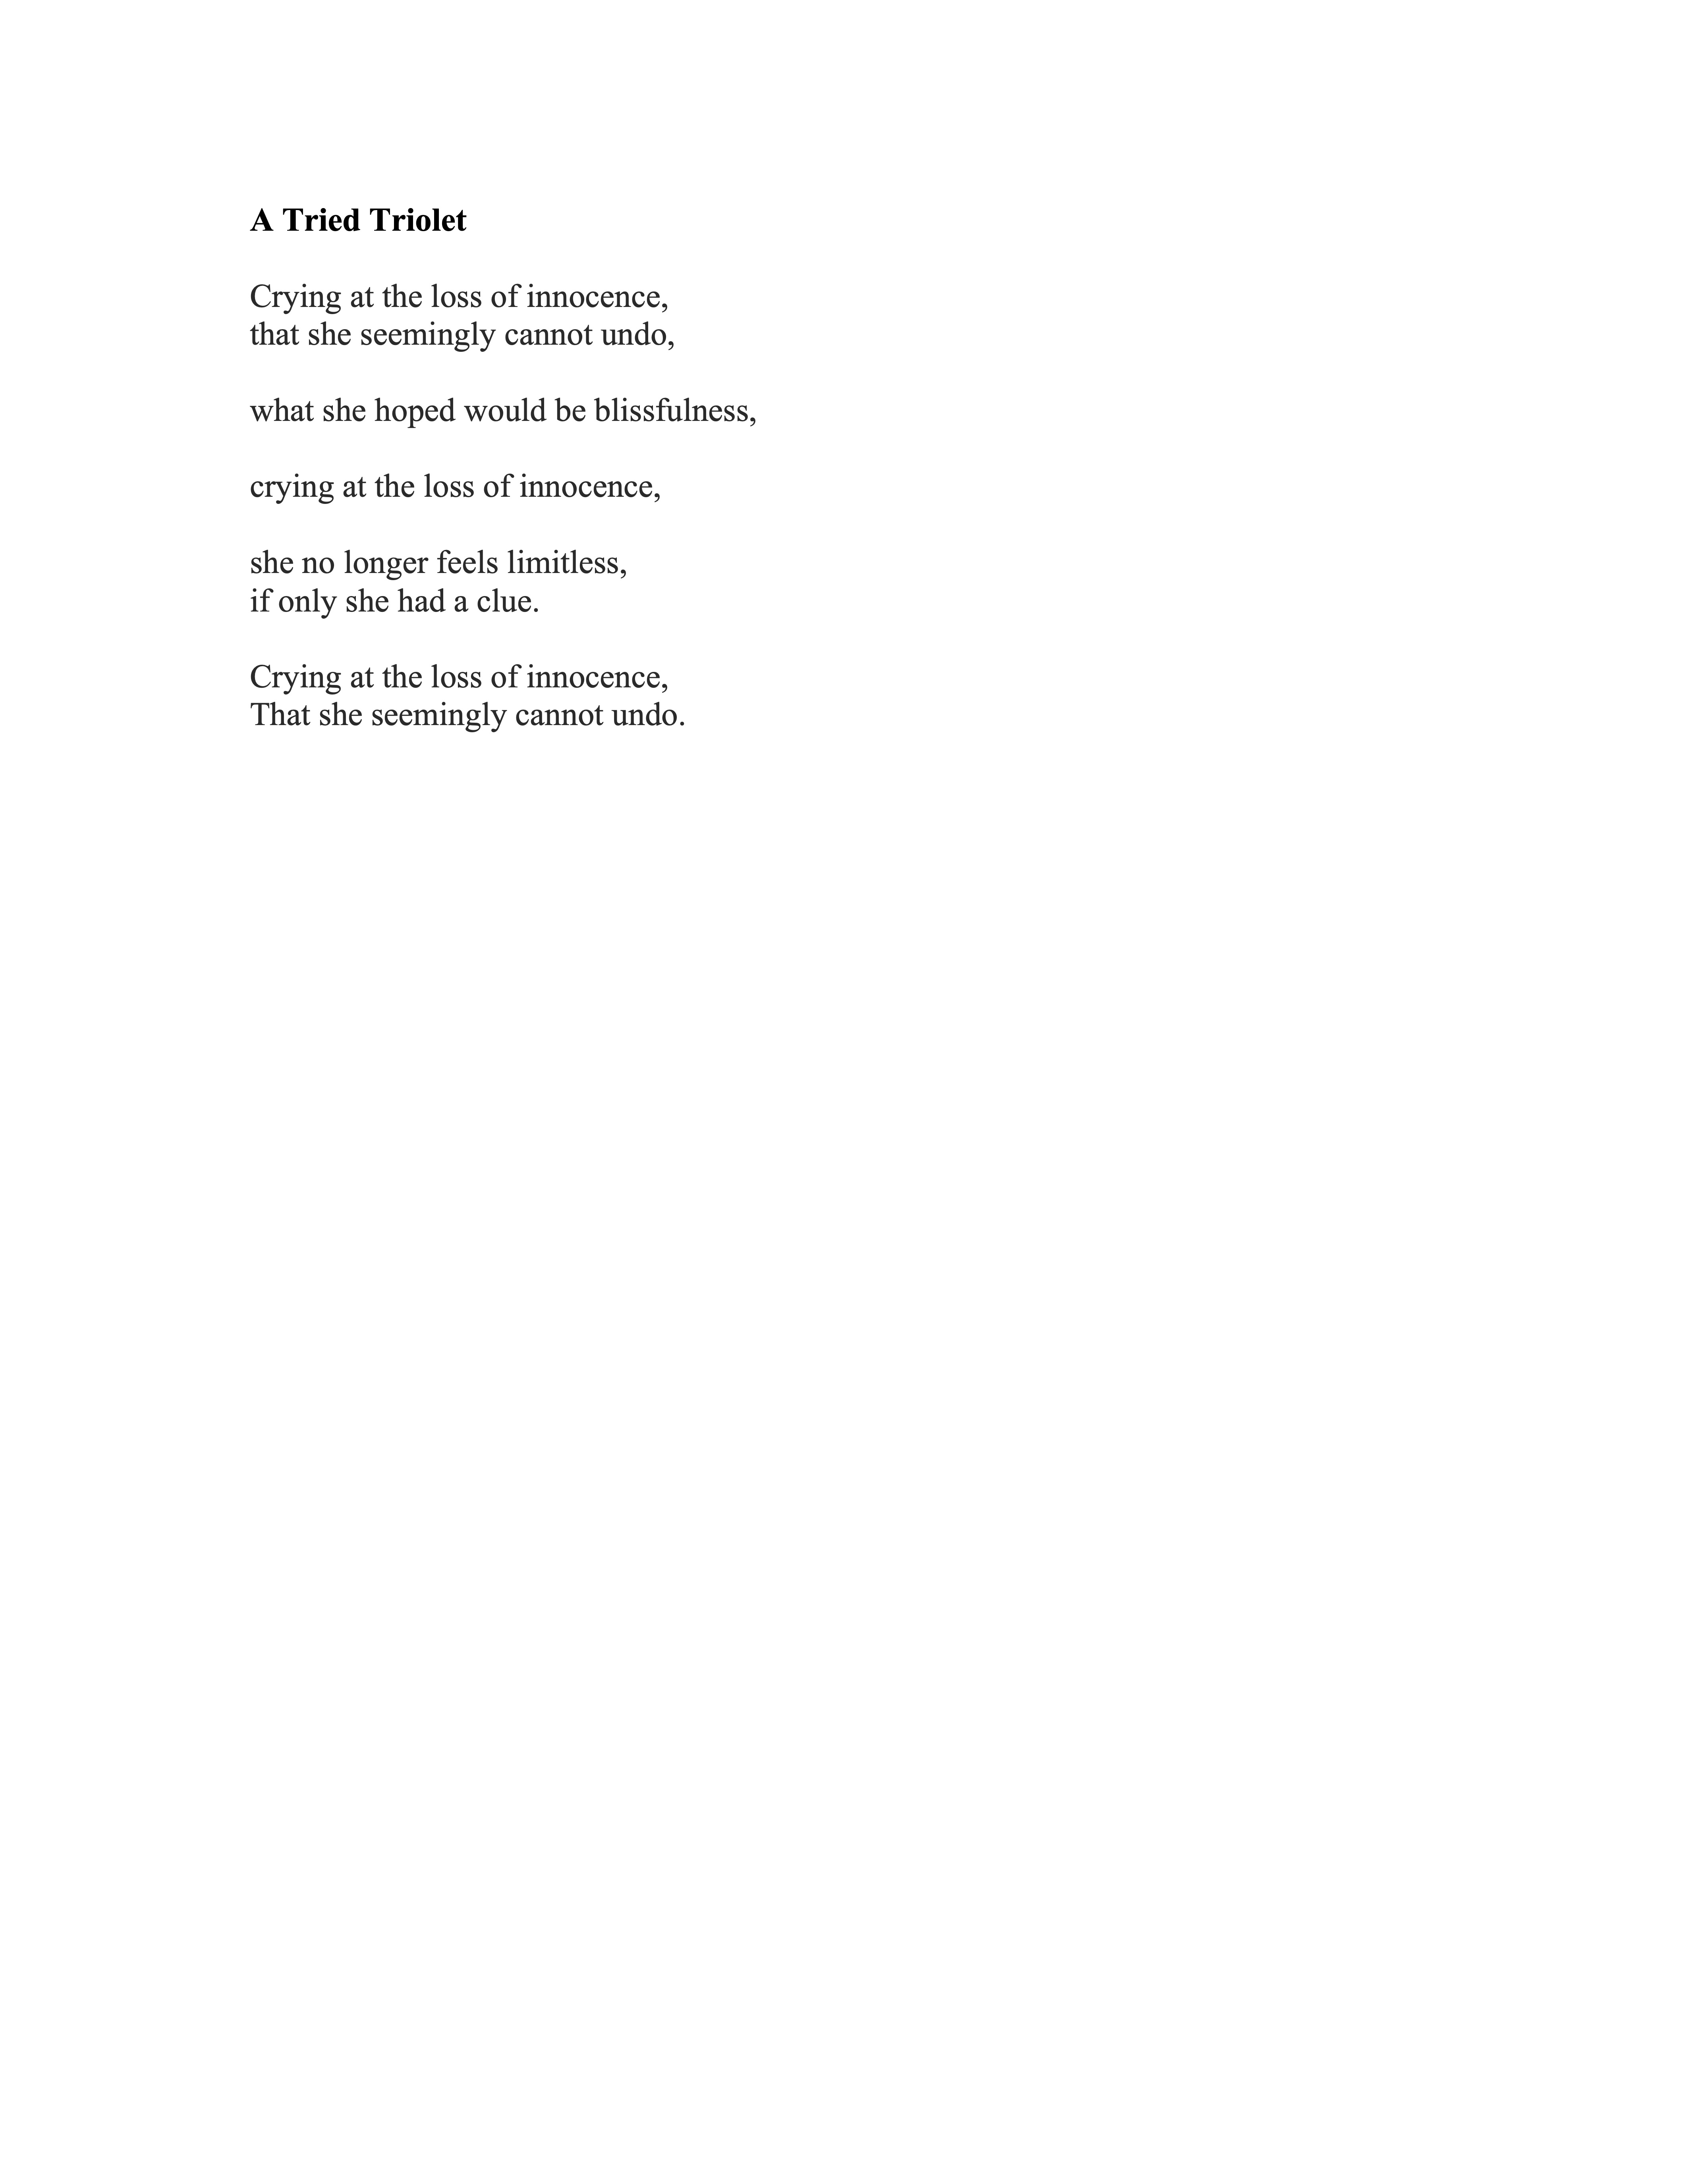 A Tried Triolet
Crying at the loss of innocence,
that she seemingly cannot undo,
what she hoped would be blissfulness,
crying at the loss of innocence,
she no longer feels limitless,
if only she had a clue.
Crying at the loss of innocence,
That she seemingly cannot undo.